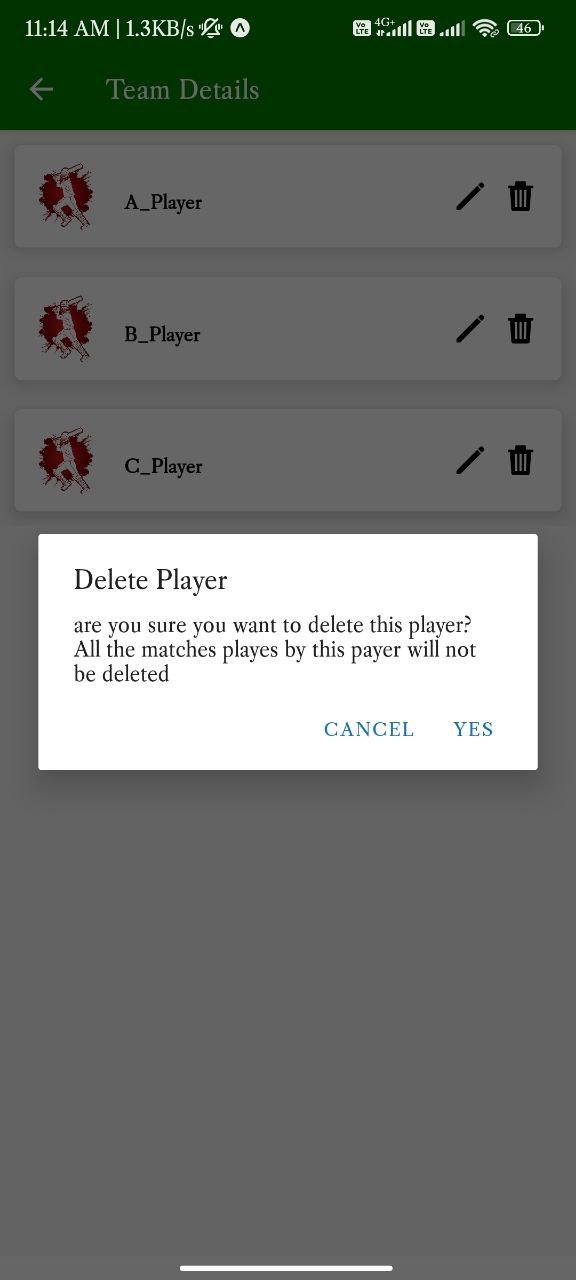 11:14 AM | 1.3KB/s
Vo LTE 4G+ Vo LTE 46
Team Details
A_Player
B_Player
C_Player
Delete Player
are you sure you want to delete this player?
All the matches playes by this payer will not
be deleted
CANCEL YES